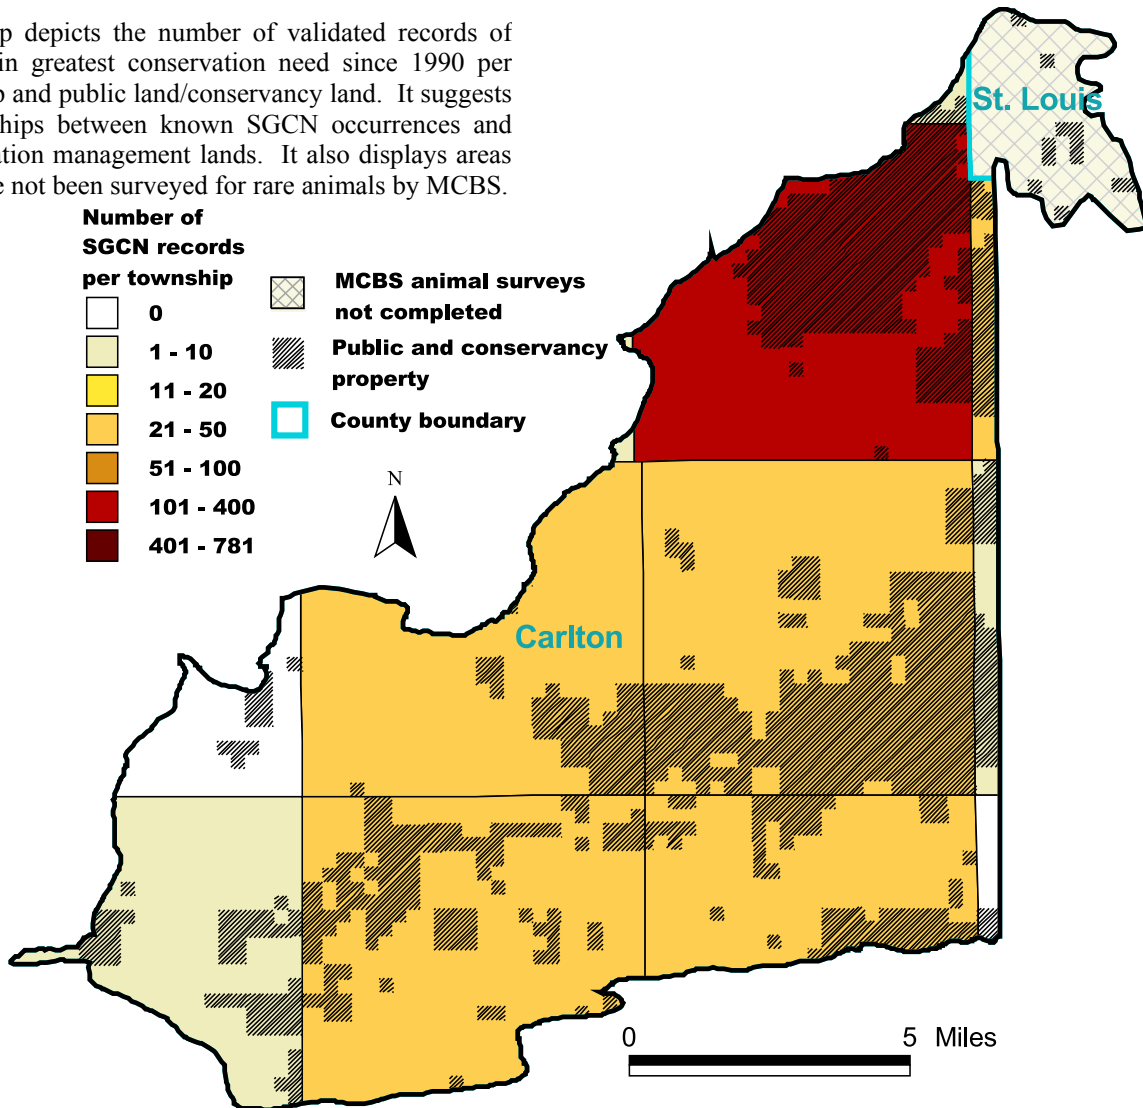 p depicts the number of validated records of
in greatest conservation need since 1990 per
p and public land/conservancy land. It suggests
ships between known SGCN occurrences and
ation management lands. It also displays areas
e not been surveyed for rare animals by MCBS.
Number of
SGCN records
per township
0
1 - 10
11 - 20
21 - 50
51 - 100
101 - 400
401 - 781
MCBS animal surveys
not completed
Public and conservancy
property
County boundary
N
St. Louis
Carlton
0 5 Miles